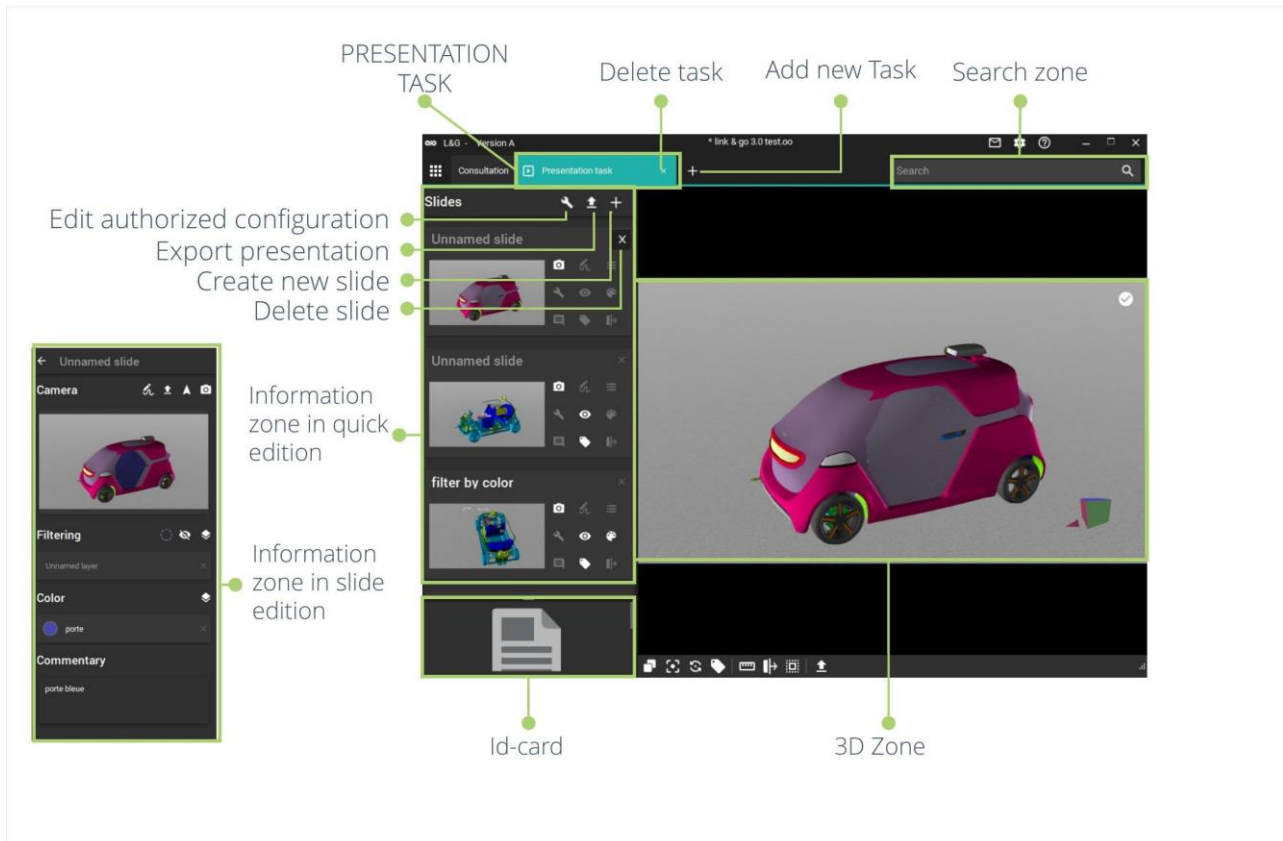 PRESENTATION
TASK
Delete task
Add new Task
Search zone
L&G - Version A
* link & go 3.0 test.oo
Consultation
Presentation task
Search
Slides
Edit authorized configuration
Export presentation
Create new slide
Delete slide
Unnamed slide
Unnamed slide
filter by color
Information
zone in quick
edition
Unnamed slide
Camera
Filtering
Unnamed layer
Color
porte
Commentary
porte bleue
Information
zone in slide
edition
Id-card
3D Zone